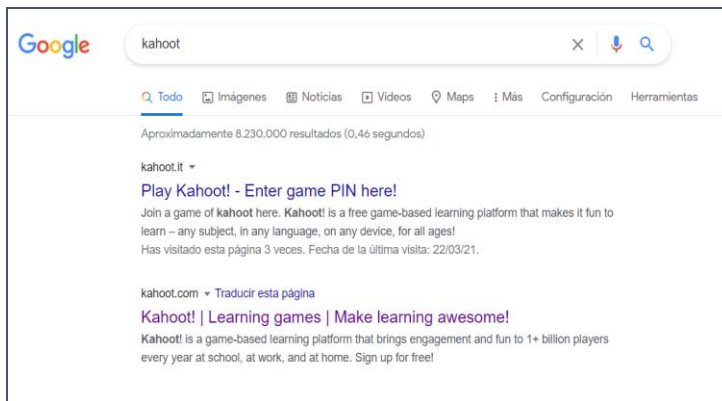 Google
kahoot
Todo Imágenes Noticias Vídeos Maps Más Configuración Herramientas
Aproximadamente 8.230.000 resultados (0,46 segundos)
kahoot.it
Play Kahoot! - Enter game PIN here!
Join a game of kahoot here. Kahoot! is a free game-based learning platform that makes it fun to
learn – any subject, in any language, on any device, for all ages!
Has visitado esta página 3 veces. Fecha de la última visita: 22/03/21.
kahoot.com Traducir esta página
Kahoot! | Learning games | Make learning awesome!
Kahoot! is a game-based learning platform that brings engagement and fun to 1+ billion players
every year at school, at work, and at home. Sign up for free!